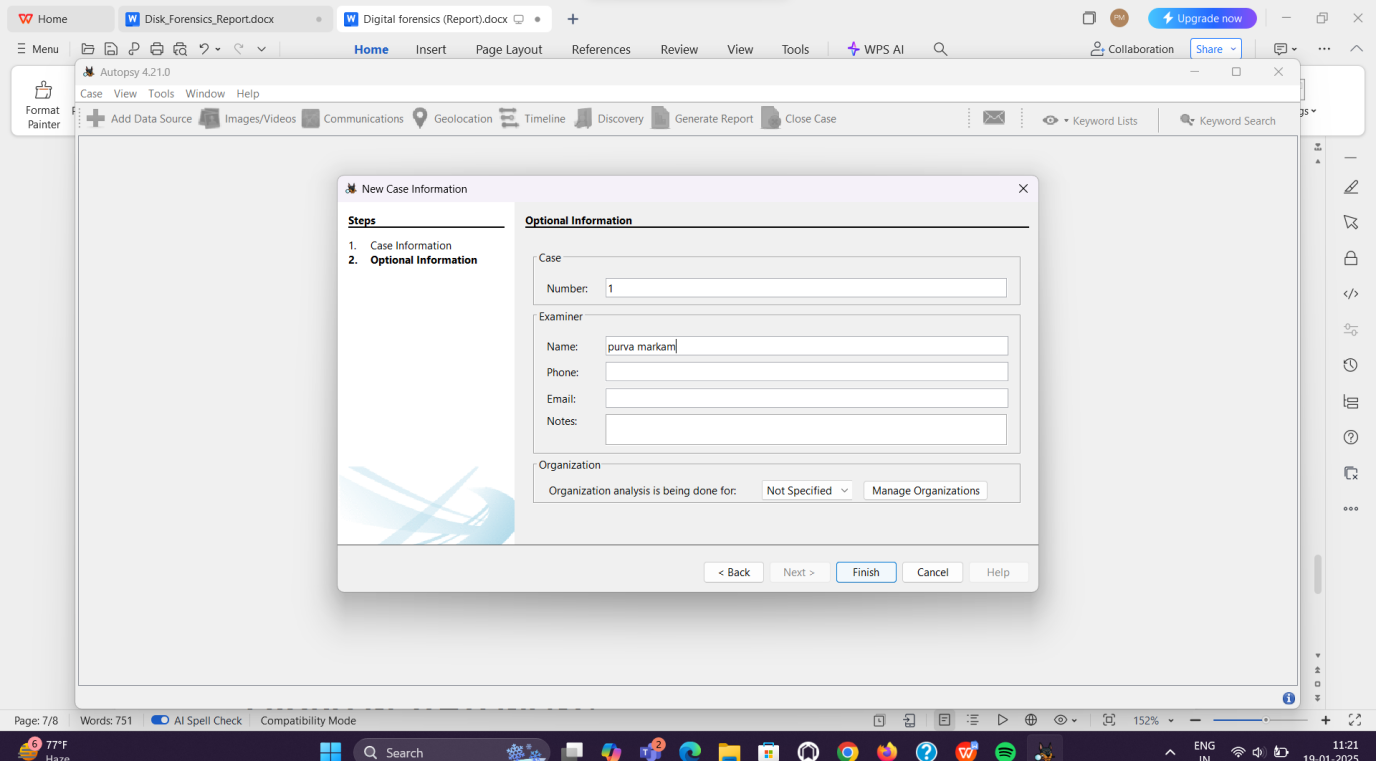 Home
Disk_Forensics_Report.docx
Digital forensics (Report).docx
PM
Upgrade now
Menu
Home
Insert
Page Layout
References
Review
View
Tools
WPS AI
Collaboration
Share
Format
Painter
Autopsy 4.21.0
Case View Tools Window Help
Add Data Source
Images/Videos
Communications
Geolocation
Timeline
Discovery
Generate Report
Close Case
Keyword Lists
Keyword Search
New Case Information
Steps
1. Case Information
2. Optional Information
Optional Information
Case
Number: 1
Examiner
Name: purva markam
Phone:
Email:
Notes:
Organization
Organization analysis is being done for: Not Specified Manage Organizations
< Back Next > Finish Cancel Help
Page: 7/8 Words: 751 AI Spell Check Compatibility Mode 152%
6 77°F
Haze
Search
2
ENG
IN
11:21
19-01-2025